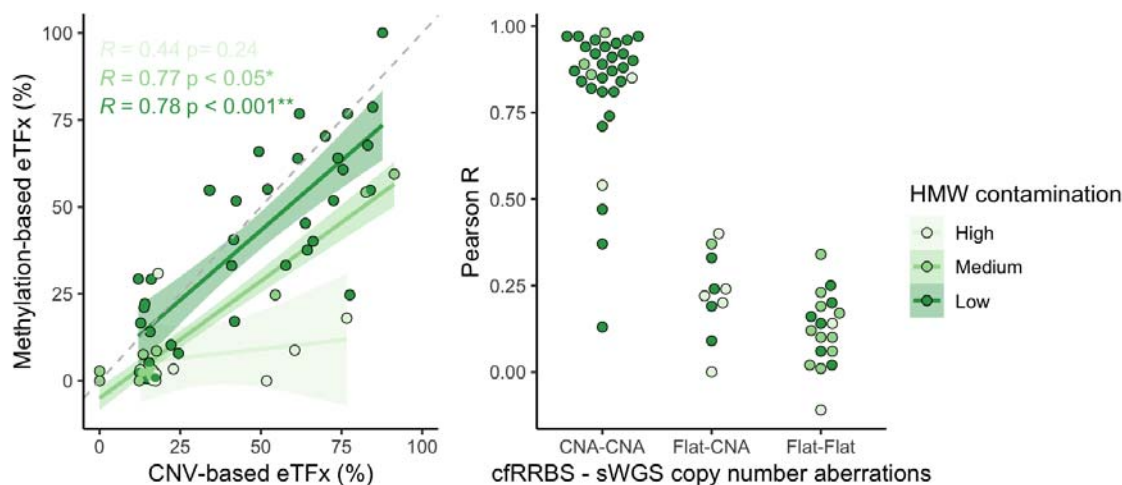 R = 0.44 p= 0.24
R = 0.77 p < 0.05*
R = 0.78 p < 0.001**
100
75
50
25
0
Methylation-based eTFx (%)
0
25
50
75
100
CNV-based eTFx (%)
1.00
0.75
0.50
0.25
0.00
Pearson R
CNA-CNA
Flat-CNA
Flat-Flat
cfRRBS - sWGS copy number aberrations
HMW contamination
High
Medium
Low